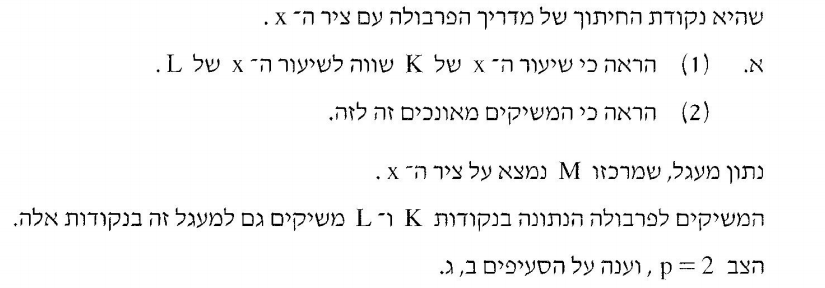 שהיא נקודת החיתוך של מדריך הפרבולה עם ציר ה־ x .
א. (1) הראה כי שיעור ה־ x של K שווה לשיעור ה־ x של L .
(2) הראה כי המשיקים מאונכים זה לזה.
נתון מעגל, שמרכזו M נמצא על ציר ה־ x .
המשיקים לפרבולה הנתונה בנקודות K ו־ L משיקים גם למעגל זה בנקודות אלה.
הצב p = 2 , וענה על הסעיפים ב, ג.